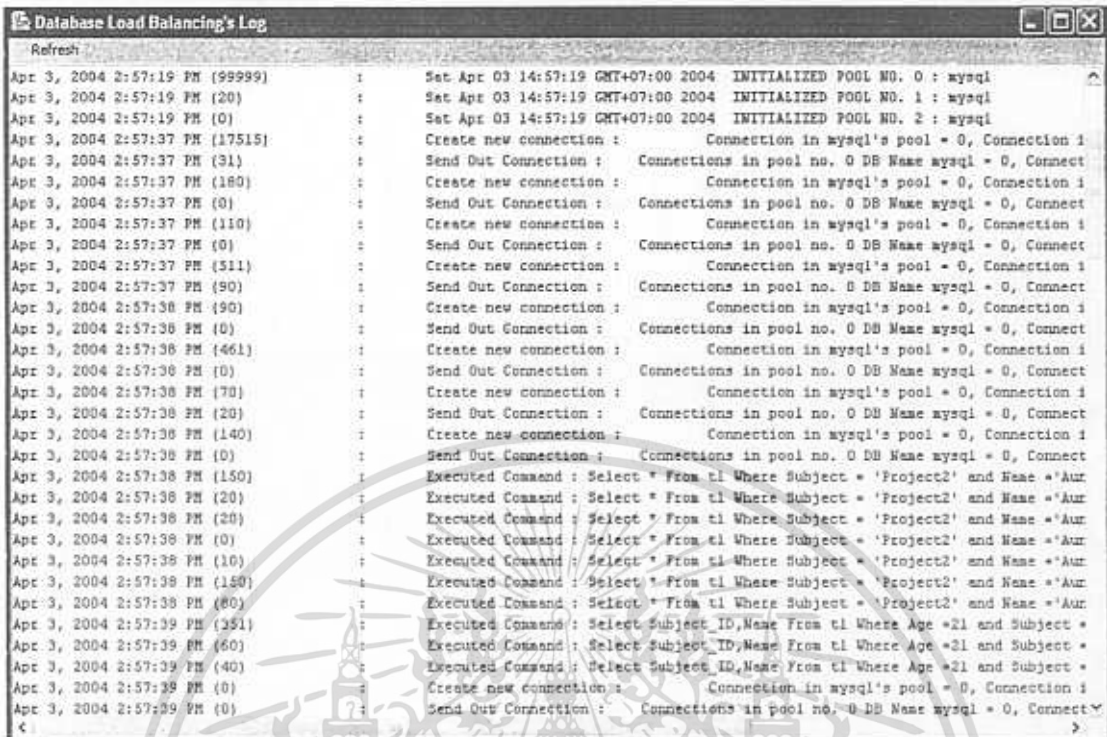 Database Load Balancing's Log
Refresh
Apr 3, 2004 2:57:19 PM (99999) : Sat Apr 03 14:57:19 GMT+07:00 2004 INITIALIZED POOL NO. 0 : mysql
Apr 3, 2004 2:57:19 PM (20) : Sat Apr 03 14:57:19 GMT+07:00 2004 INITIALIZED POOL NO. 1 : mysql
Apr 3, 2004 2:57:19 PM (0) : Sat Apr 03 14:57:19 GMT+07:00 2004 INITIALIZED POOL NO. 2 : mysql
Apr 3, 2004 2:57:37 PM (17515) : Create new connection : Connection in mysql's pool = 0, Connection i
Apr 3, 2004 2:57:37 PM (31) : Send Out Connection : Connections in pool no. 0 DB Name mysql = 0, Connect
Apr 3, 2004 2:57:37 PM (180) : Create new connection : Connection in mysql's pool = 0, Connection i
Apr 3, 2004 2:57:37 PM (0) : Send Out Connection : Connections in pool no. 0 DB Name mysql = 0, Connect
Apr 3, 2004 2:57:37 PM (110) : Create new connection : Connection in mysql's pool = 0, Connection i
Apr 3, 2004 2:57:37 PM (0) : Send Out Connection : Connections in pool no. 0 DB Name mysql = 0, Connect
Apr 3, 2004 2:57:37 PM (511) : Create new connection : Connection in mysql's pool = 0, Connection i
Apr 3, 2004 2:57:37 PM (90) : Send Out Connection : Connections in pool no. 0 DB Name mysql = 0, Connect
Apr 3, 2004 2:57:38 PM (90) : Create new connection : Connection in mysql's pool = 0, Connection i
Apr 3, 2004 2:57:38 PM (0) : Send Out Connection : Connections in pool no. 0 DB Name mysql = 0, Connect
Apr 3, 2004 2:57:38 PM (461) : Create new connection : Connection in mysql's pool = 0, Connection i
Apr 3, 2004 2:57:38 PM (0) : Send Out Connection : Connections in pool no. 0 DB Name mysql = 0, Connect
Apr 3, 2004 2:57:38 PM (70) : Create new connection : Connection in mysql's pool = 0, Connection i
Apr 3, 2004 2:57:38 PM (20) : Send Out Connection : Connections in pool no. 0 DB Name mysql = 0, Connect
Apr 3, 2004 2:57:38 PM (140) : Create new connection : Connection in mysql's pool = 0, Connection i
Apr 3, 2004 2:57:38 PM (0) : Send Out Connection : Connections in pool no. 0 DB Name mysql = 0, Connect
Apr 3, 2004 2:57:38 PM (150) : Executed Command : Select * From t1 Where Subject = 'Project2' and Name ='Aur
Apr 3, 2004 2:57:38 PM (20) : Executed Command : Select * From t1 Where Subject = 'Project2' and Name ='Aur
Apr 3, 2004 2:57:38 PM (20) : Executed Command : Select * From t1 Where Subject = 'Project2' and Name ='Aur
Apr 3, 2004 2:57:38 PM (0) : Executed Command : Select * From t1 Where Subject = 'Project2' and Name ='Aur
Apr 3, 2004 2:57:38 PM (10) : Executed Command : Select * From t1 Where Subject = 'Project2' and Name ='Aur
Apr 3, 2004 2:57:38 PM (150) : Executed Command : Select * From t1 Where Subject = 'Project2' and Name ='Aur
Apr 3, 2004 2:57:38 PM (80) : Executed Command : Select * From t1 Where Subject = 'Project2' and Name ='Aur
Apr 3, 2004 2:57:39 PM (351) : Executed Command : Select Subject_ID,Name From t1 Where Age =21 and Subject =
Apr 3, 2004 2:57:39 PM (60) : Executed Command : Select Subject_ID,Name From t1 Where Age =21 and Subject =
Apr 3, 2004 2:57:39 PM (40) : Executed Command : Select Subject_ID,Name From t1 Where Age =21 and Subject =
Apr 3, 2004 2:57:39 PM (0) : Create new connection : Connection in mysql's pool = 0, Connection i
Apr 3, 2004 2:57:39 PM (0) : Send Out Connection : Connections in pool no. 0 DB Name mysql = 0, Connect